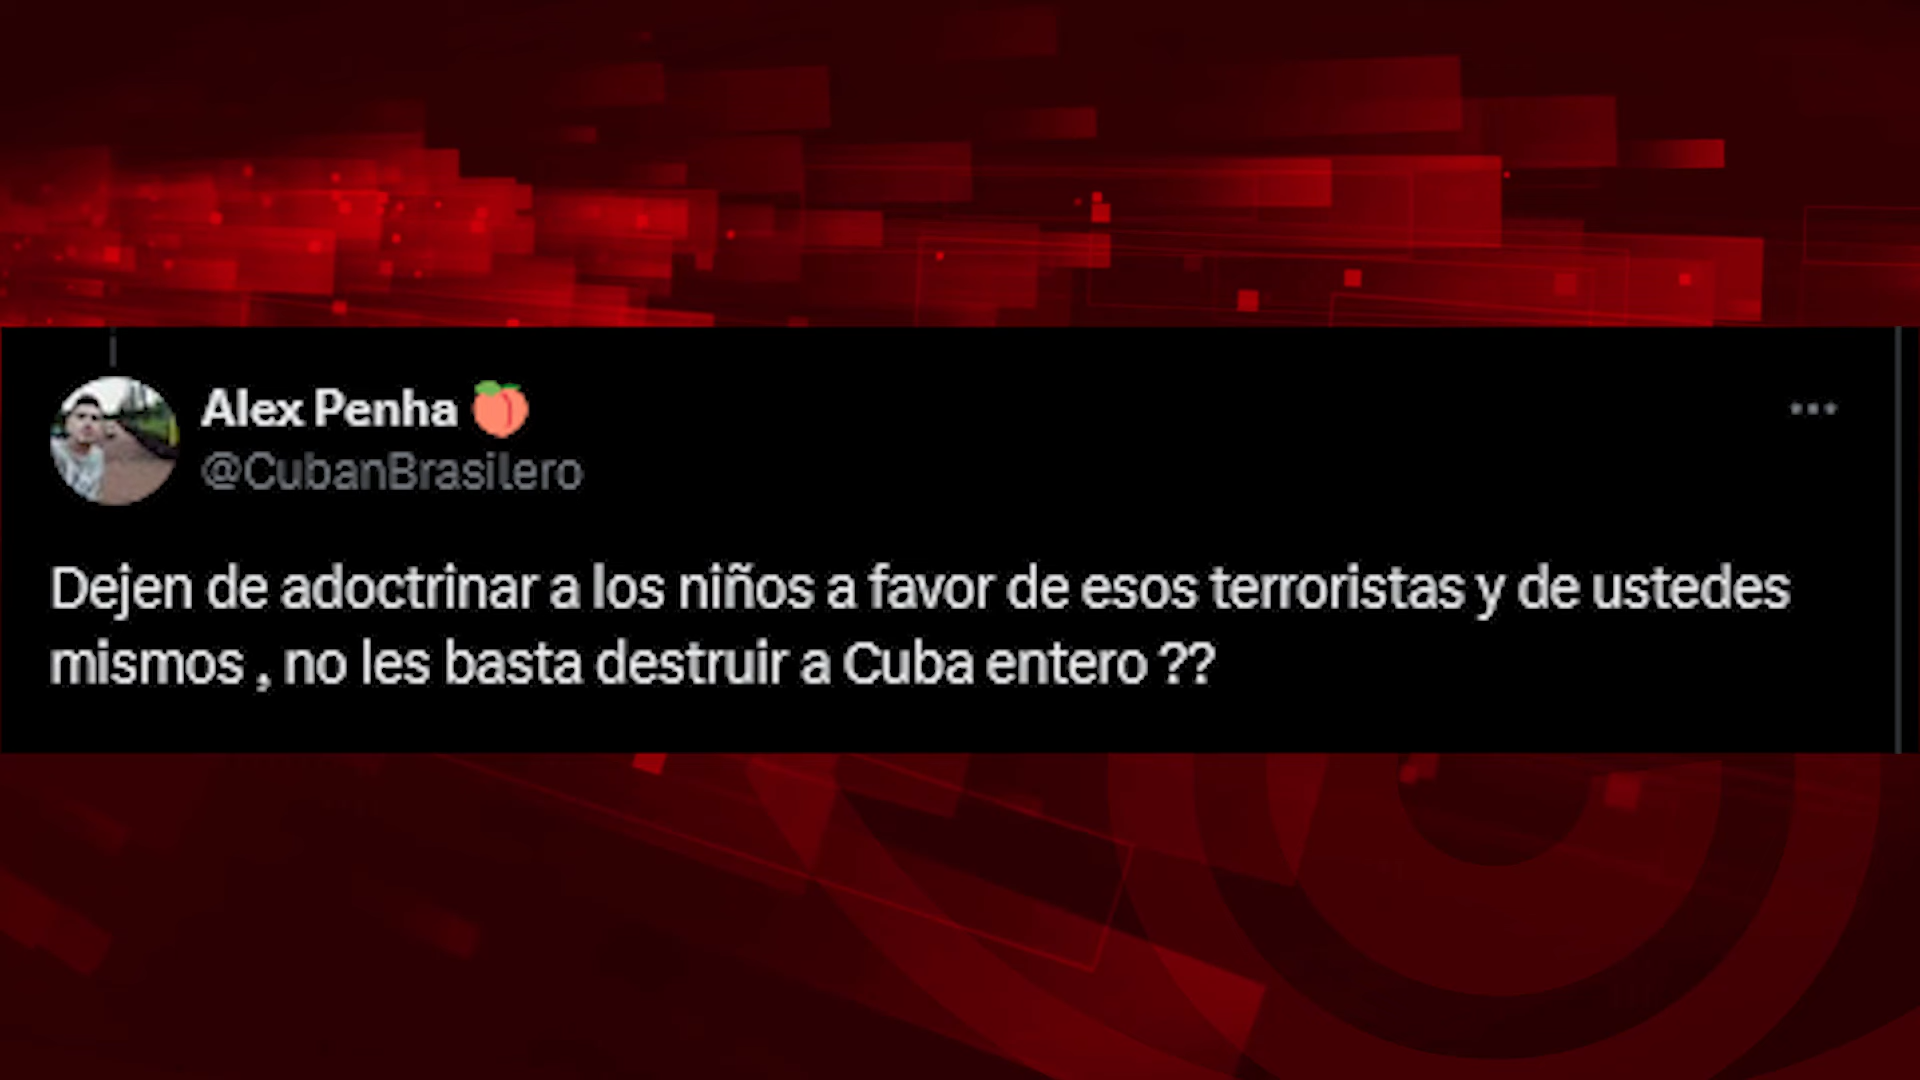 Alex Penha 🍑
@CubanBrasilero
Dejen de adoctrinar a los niños a favor de esos terroristas y de ustedes
mismos , no les basta destruir a Cuba entero ??